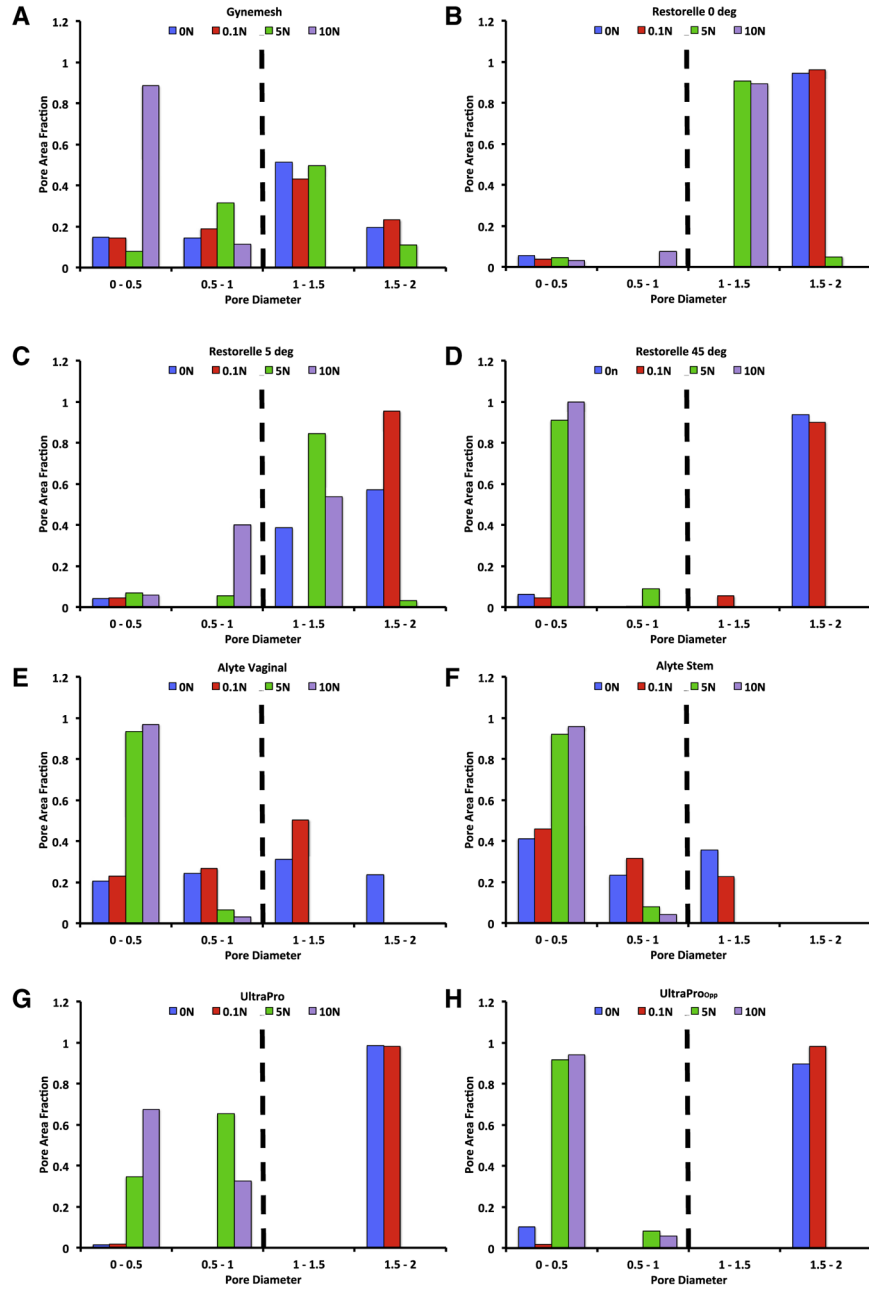 A
Gynemesh
0N 0.1N 5N 10N
1.2
1
0.8
0.6
0.4
0.2
0
Pore Area Fraction
0 - 0.5 0.5 - 1 1 - 1.5 1.5 - 2
Pore Diameter
B
Restorelle 0 deg
0N 0.1N 5N 10N
1.2
1
0.8
0.6
0.4
0.2
0
Pore Area Fraction
0 - 0.5 0.5 - 1 1 - 1.5 1.5 - 2
Pore Diameter
C
Restorelle 5 deg
0N 0.1N 5N 10N
1.2
1
0.8
0.6
0.4
0.2
0
Pore Area Fraction
0 - 0.5 0.5 - 1 1 - 1.5 1.5 - 2
Pore Diameter
D
Restorelle 45 deg
0n 0.1N 5N 10N
1.2
1
0.8
0.6
0.4
0.2
0
Pore Area Fraction
0 - 0.5 0.5 - 1 1 - 1.5 1.5 - 2
Pore Diameter
E
Alyte Vaginal
0N 0.1N 5N 10N
1.2
1
0.8
0.6
0.4
0.2
0
Pore Area Fraction
0 - 0.5 0.5 - 1 1 - 1.5 1.5 - 2
Pore Diameter
F
Alyte Stem
0N 0.1N 5N 10N
1.2
1
0.8
0.6
0.4
0.2
0
Pore Area Fraction
0 - 0.5 0.5 - 1 1 - 1.5 1.5 - 2
Pore Diameter
G
UltraPro
0N 0.1N 5N 10N
1.2
1
0.8
0.6
0.4
0.2
0
Pore Area Fraction
0 - 0.5 0.5 - 1 1 - 1.5 1.5 - 2
Pore Diameter
H
UltraProOpp
0N 0.1N 5N 10N
1.2
1
0.8
0.6
0.4
0.2
0
Pore Area Fraction
0 - 0.5 0.5 - 1 1 - 1.5 1.5 - 2
Pore Diameter